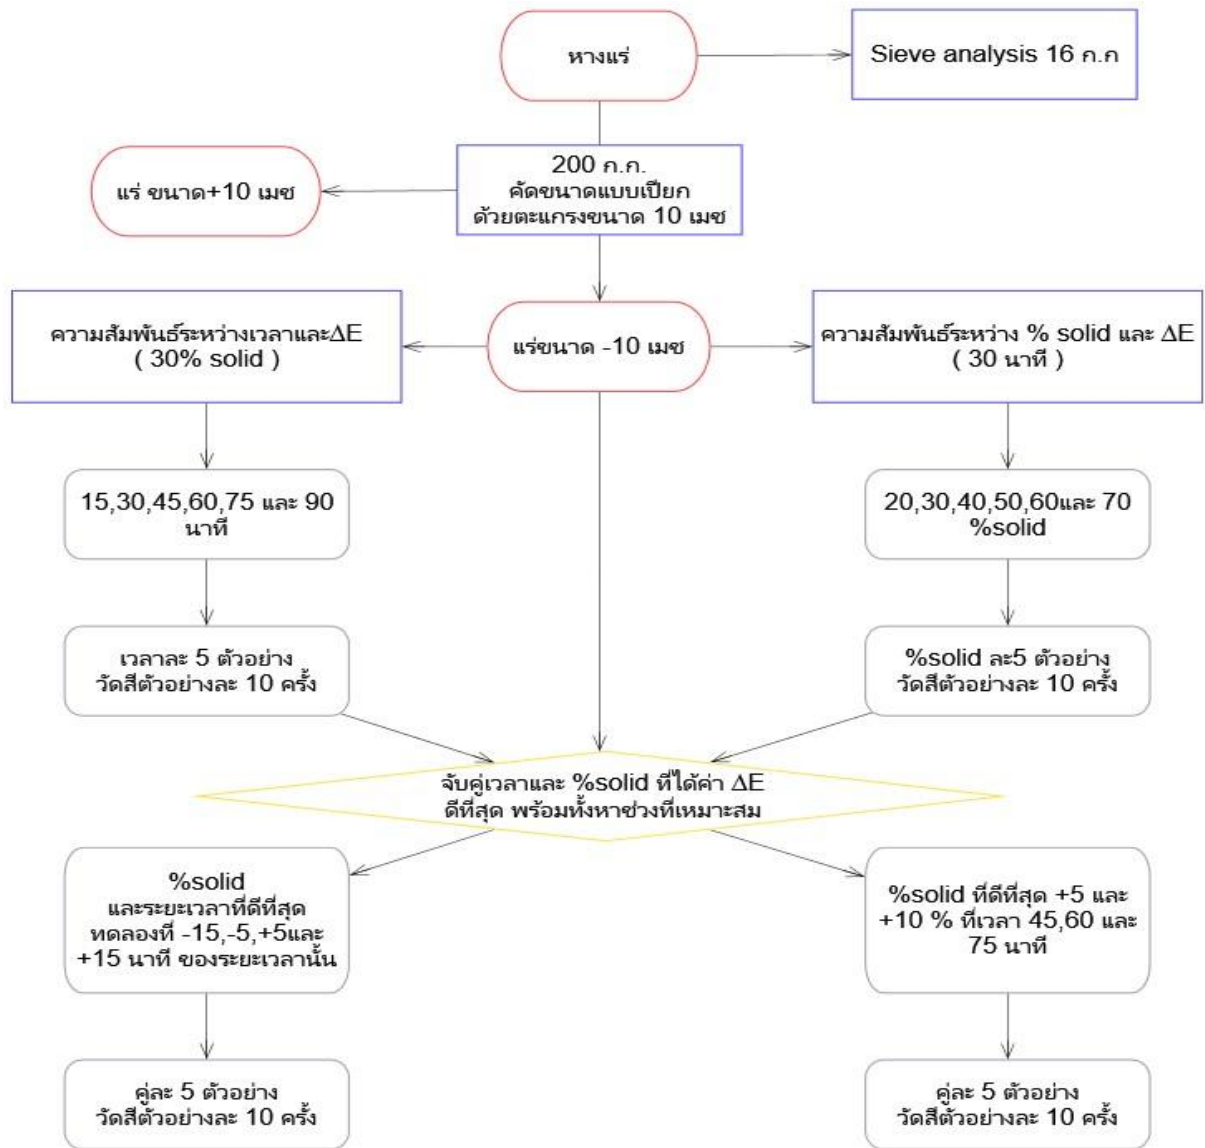 หางแร่
Sieve analysis 16 ก.ก
200 ก.ก.
คัดขนาดแบบเปียก
ด้วยตะแกรงขนาด 10 เมช
แร่ ขนาด+10 เมช
ความสัมพันธ์ระหว่างเวลาและΔE
( 30% solid )
แร่ขนาด -10 เมช
ความสัมพันธ์ระหว่าง % solid และ ΔE
( 30 นาที )
15,30,45,60,75 และ 90
นาที
20,30,40,50,60และ 70
%solid
เวลาละ 5 ตัวอย่าง
วัดสีตัวอย่างละ 10 ครั้ง
%solid ละ5 ตัวอย่าง
วัดสีตัวอย่างละ 10 ครั้ง
จับคู่เวลาและ %solid ที่ได้ค่า ΔE
ดีที่สุด พร้อมทั้งหาช่วงที่เหมาะสม
%solid
และระยะเวลาที่ดีที่สุด
ทดลองที่ -15,-5,+5และ
+15 นาที ของระยะเวลานั้น
%solid ที่ดีที่สุด +5 และ
+10 % ที่เวลา 45,60 และ
75 นาที
คู่ละ 5 ตัวอย่าง
วัดสีตัวอย่างละ 10 ครั้ง
คู่ละ 5 ตัวอย่าง
วัดสีตัวอย่างละ 10 ครั้ง